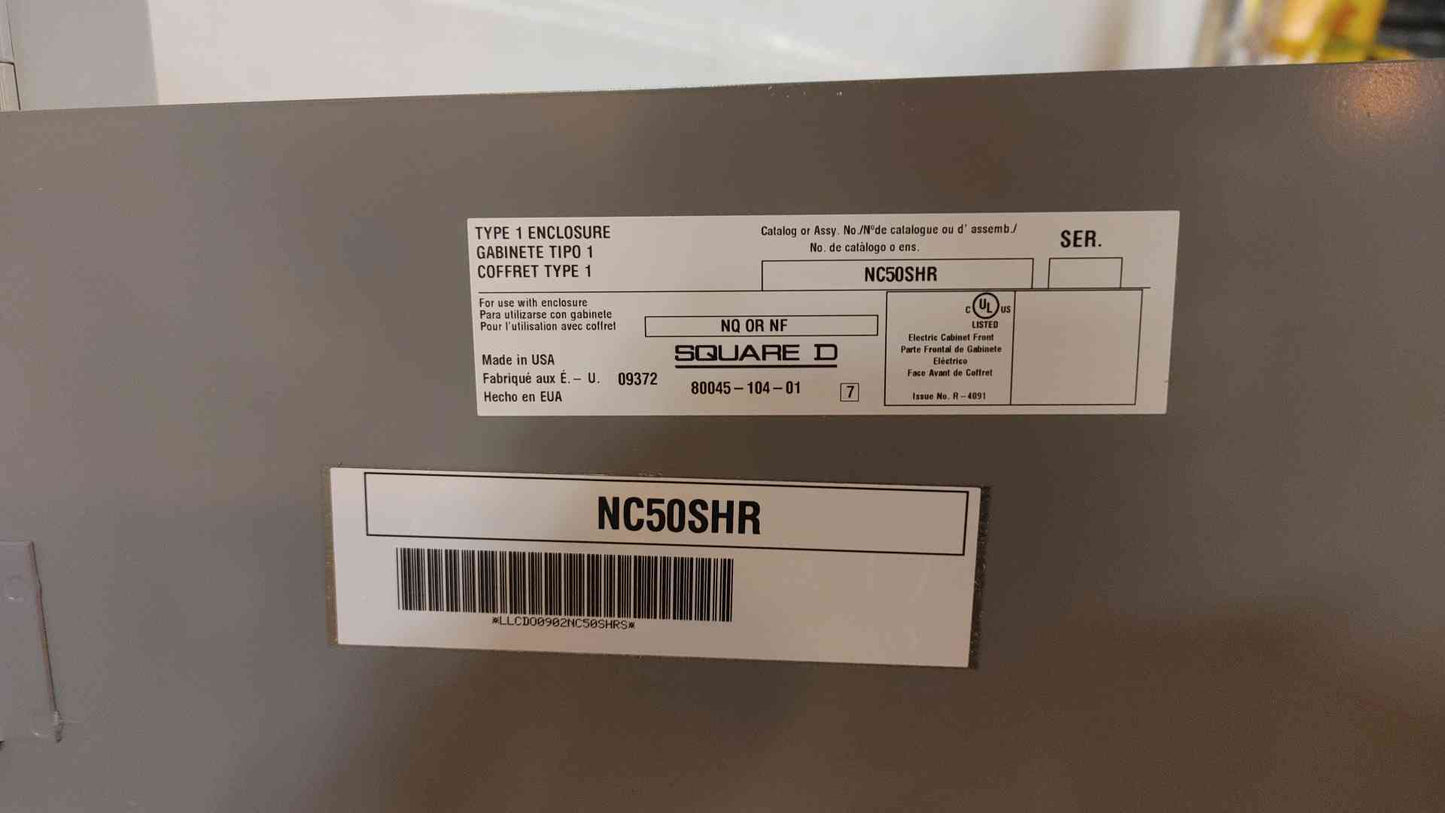 TYPE 1 ENCLOSURE
GABINETE TIPO 1
COFFRET TYPE 1
Catalog or Assy. No./Nº de catalogue ou d' assemb./
No. de catàlogo o ens.
NC50SHR
SER.
For use with enclosure
Para utilizarse con gabinete
Pour l'utilisation avec coffret
NQ OR NF
SQUARE D
Made in USA
Fabriqué aux É. – U.
Hecho en EUA
09372
80045 – 104 – 01
7
C UL US
LISTED
Electric Cabinet Front
Parte Frontal de Gabinete
Eléctrico
Face Avant de Coffret
Issue No. R – 4091
NC50SHR
*LLCDO0902NC50SHRS*